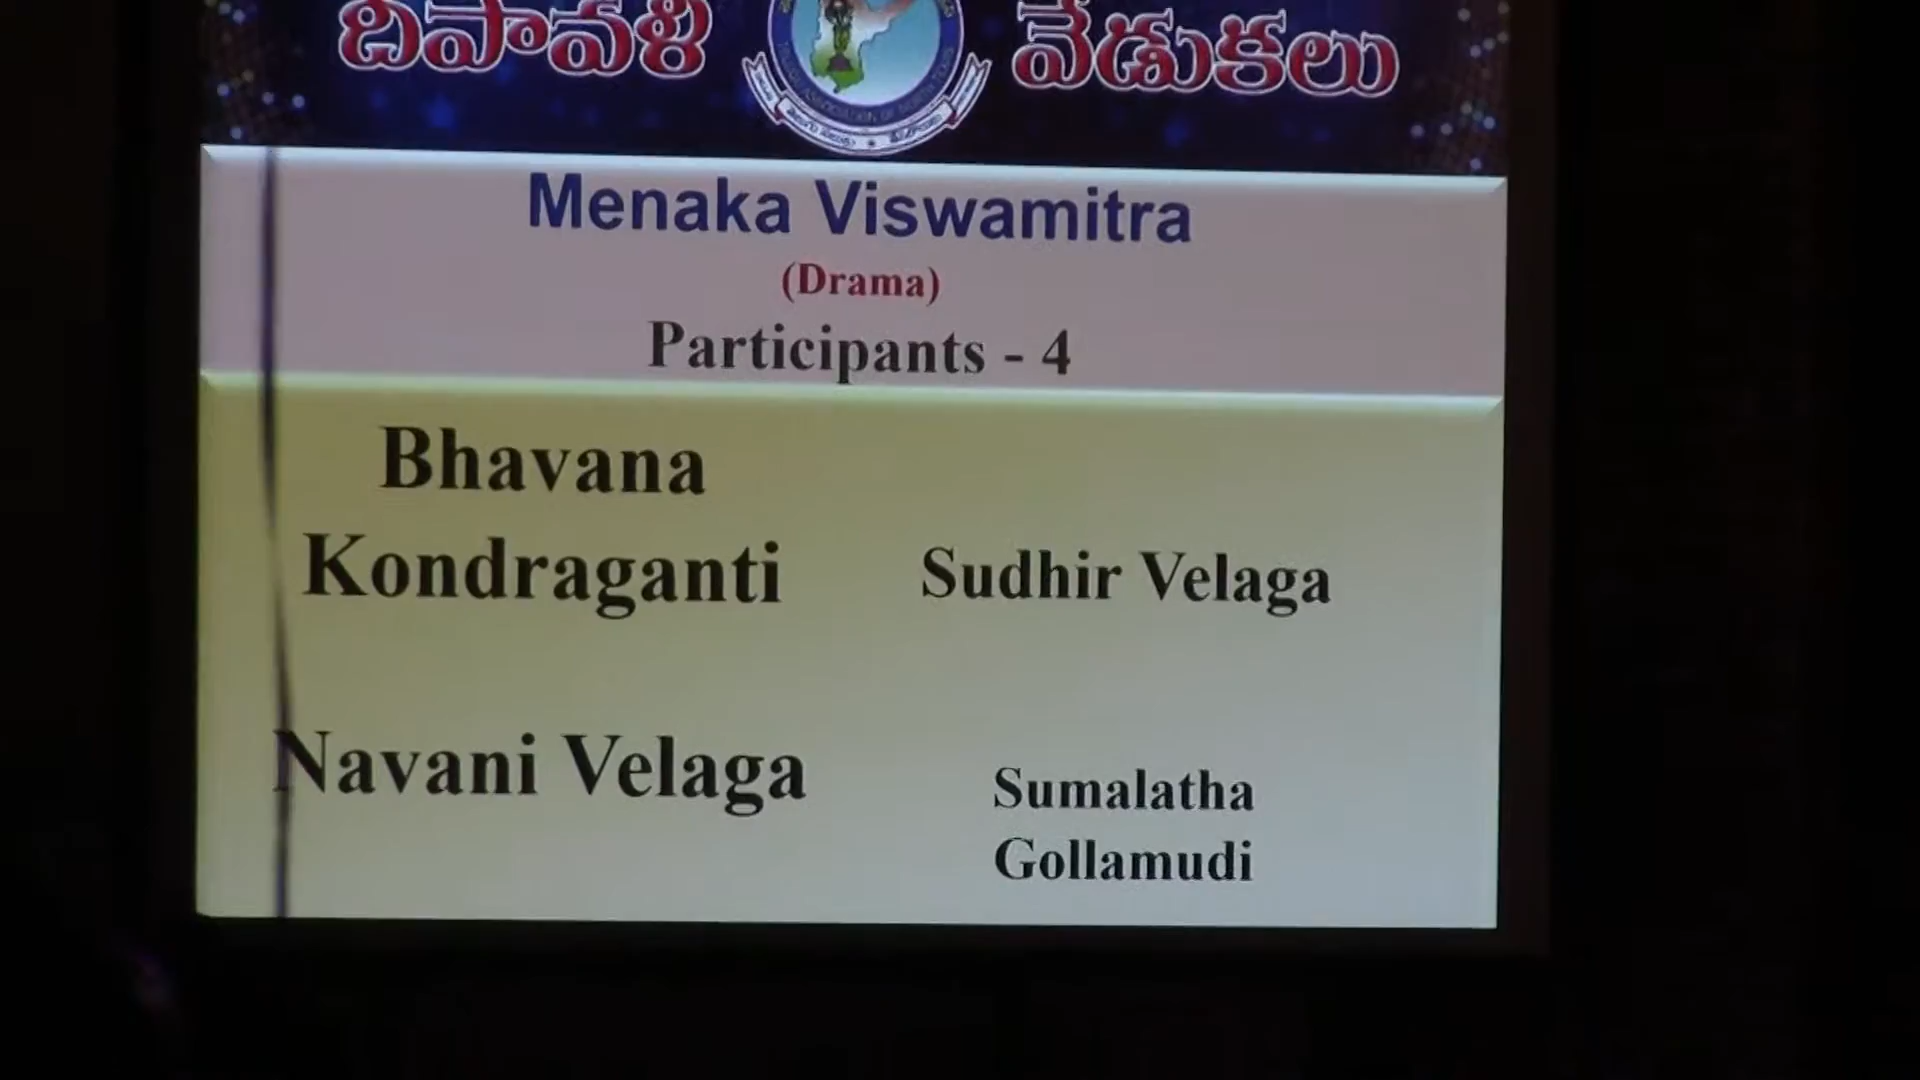 దీపావళి వేడుకలు
Menaka Viswamitra
(Drama)
Participants - 4
Bhavana
Kondraganti
Sudhir Velaga
Navani Velaga
Sumalatha
Gollamudi